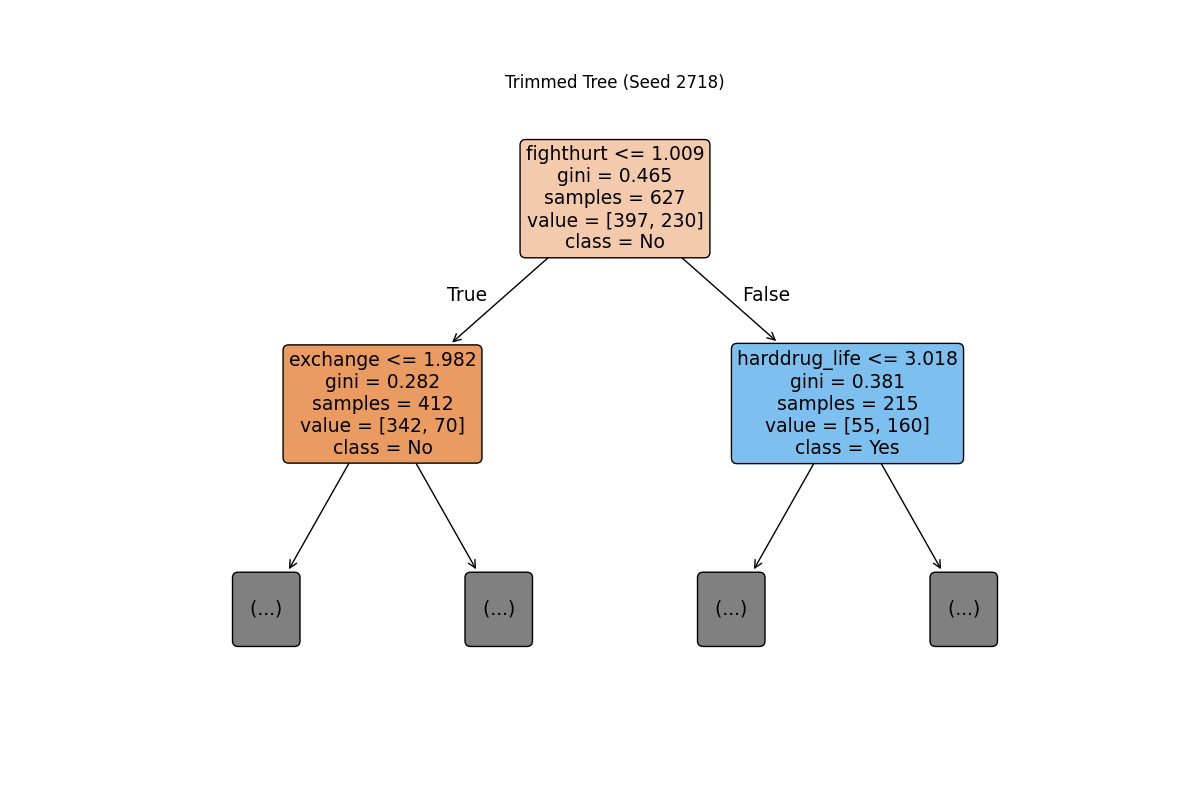 Trimmed Tree (Seed 2718)
fighthurt <= 1.009
gini = 0.465
samples = 627
value = [397, 230]
class = No
True
False
exchange <= 1.982
gini = 0.282
samples = 412
value = [342, 70]
class = No
harddrug_life <= 3.018
gini = 0.381
samples = 215
value = [55, 160]
class = Yes
(...)
(...)
(...)
(...)